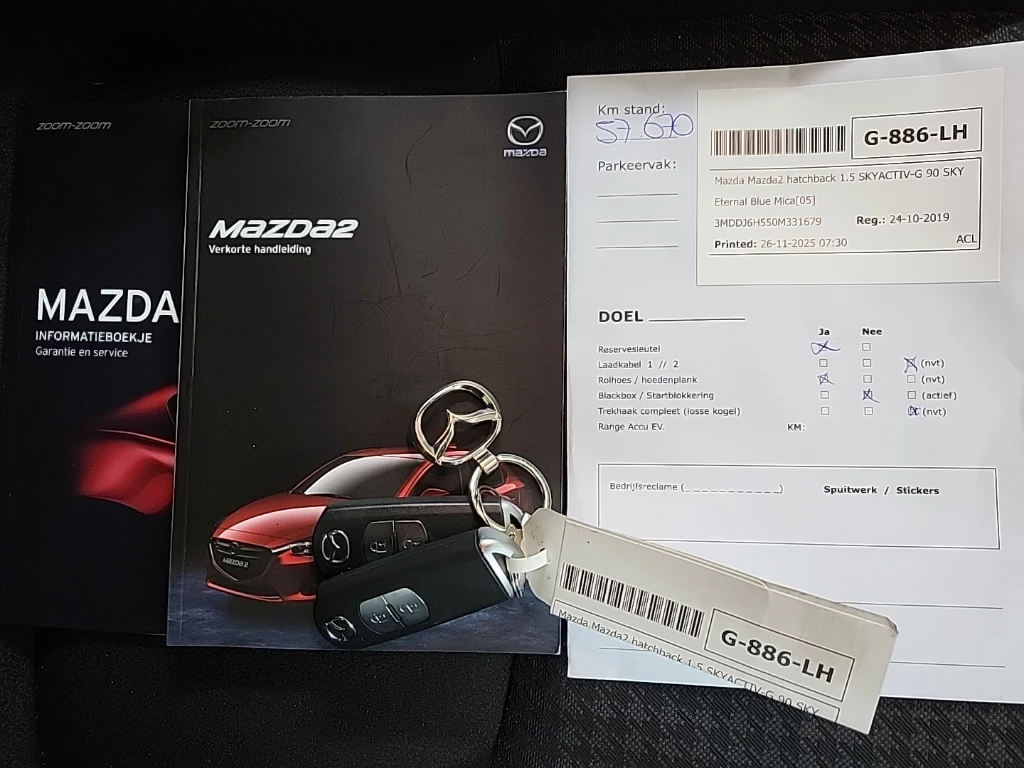 zoom-zoom
MAZDA
INFORMATIEBOEKJE
Garantie en service
zoom-zoom
mazda
mazda2
Verkorte handleiding
MAZDA 2
Km stand:
57.670
Parkeervak:
G-886-LH
Mazda Mazda2 hatchback 1.5 SKYACTIV-G 90 SKY
Eternal Blue Mica[05]
3MDDJ6H550M331679 Reg.: 24-10-2019
Printed: 26-11-2025 07:30 ACL
DOEL
Ja Nee
Reservesleutel
Laadkabel 1 // 2 (nvt)
Rolhoes / hoedenplank (nvt)
Blackbox / Startblokkering (actief)
Trekhaak compleet (losse kogel) (nvt)
Range Accu EV. KM:
Bedrijfsreclame (____________) Spuitwerk / Stickers
G-886-LH
Mazda Mazda2 hatchback 1.5 SKYACTIV-G 90 SKY